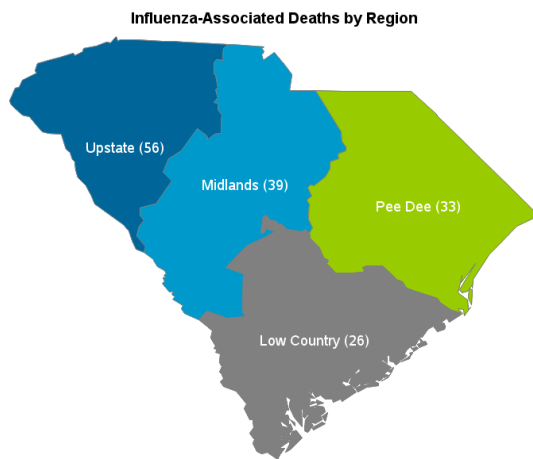 Influenza-Associated Deaths by Region
Upstate (56)
Midlands (39)
Pee Dee (33)
Low Country (26)